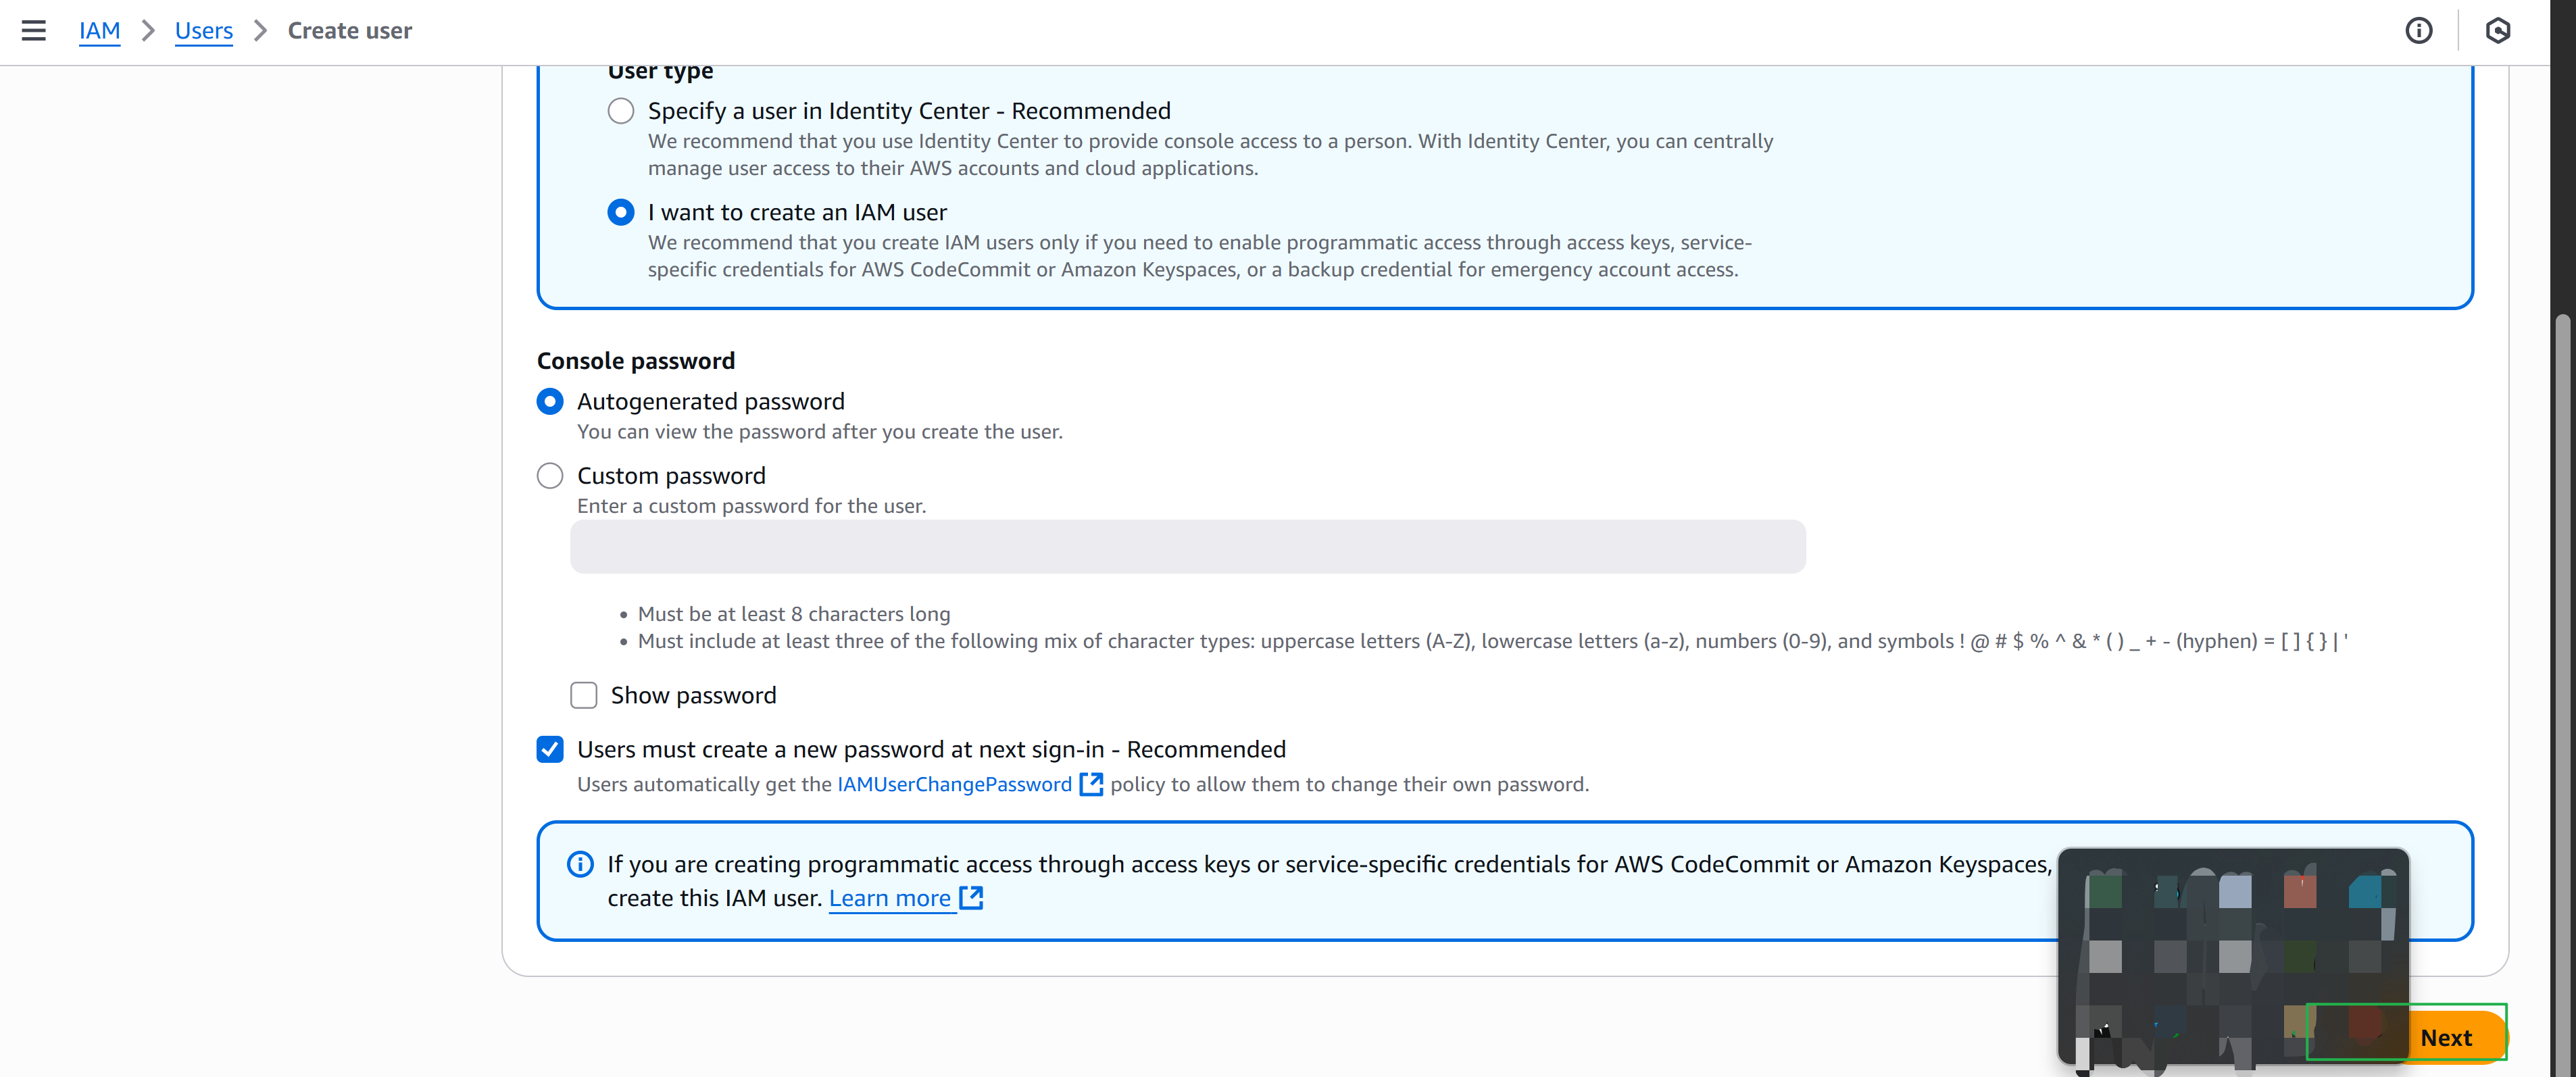 IAM > Users > Create user
User type
Specify a user in Identity Center - Recommended
We recommend that you use Identity Center to provide console access to a person. With Identity Center, you can centrally
manage user access to their AWS accounts and cloud applications.
I want to create an IAM user
We recommend that you create IAM users only if you need to enable programmatic access through access keys, service-
specific credentials for AWS CodeCommit or Amazon Keyspaces, or a backup credential for emergency account access.
Console password
Autogenerated password
You can view the password after you create the user.
Custom password
Enter a custom password for the user.
• Must be at least 8 characters long
• Must include at least three of the following mix of character types: uppercase letters (A-Z), lowercase letters (a-z), numbers (0-9), and symbols ! @ # $ % ^ & * ( ) _ + - (hyphen) = [ ] { } | '
Show password
Users must create a new password at next sign-in - Recommended
Users automatically get the IAMUserChangePassword policy to allow them to change their own password.
If you are creating programmatic access through access keys or service-specific credentials for AWS CodeCommit or Amazon Keyspaces,
create this IAM user. Learn more
Next